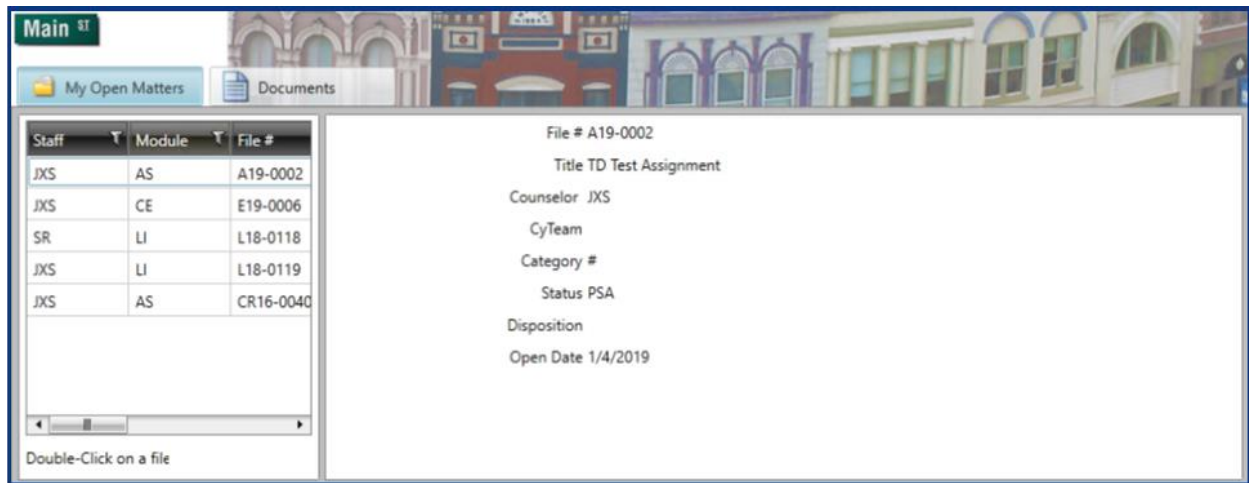 Main ST
My Open Matters Documents
Staff Module File #
JXS AS A19-0002
JXS CE E19-0006
SR LI L18-0118
JXS LI L18-0119
JXS AS CR16-0040
Double-Click on a file
File # A19-0002
Title TD Test Assignment
Counselor JXS
CyTeam
Category #
Status PSA
Disposition
Open Date 1/4/2019